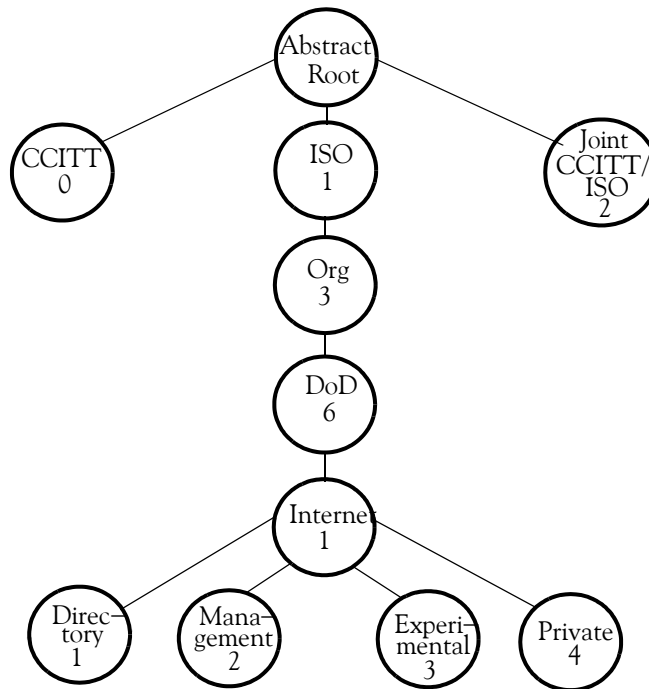 Abstract
Root
CCITT
0
ISO
1
Joint
CCITT/
ISO
2
Org
3
DoD
6
Internet
1
Direc-
tory
1
Mana-
gement
2
Experi-
mental
3
Private
4